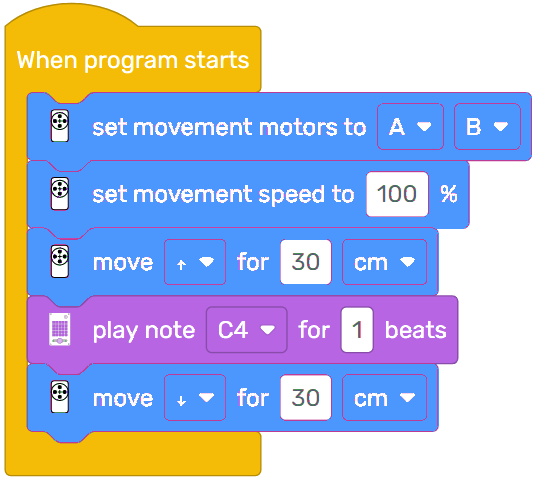 When program starts
set movement motors to A B
set movement speed to 100 %
move ↑ for 30 cm
play note C4 for 1 beats
move ↓ for 30 cm